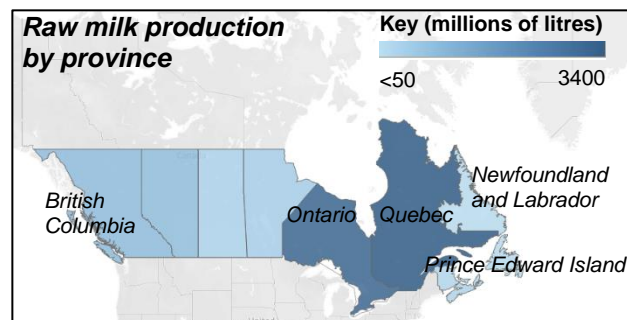 Raw milk production
by province
Key (millions of litres)
<50 3400
British
Columbia
Ontario
Quebec
Newfoundland
and Labrador
Prince Edward Island